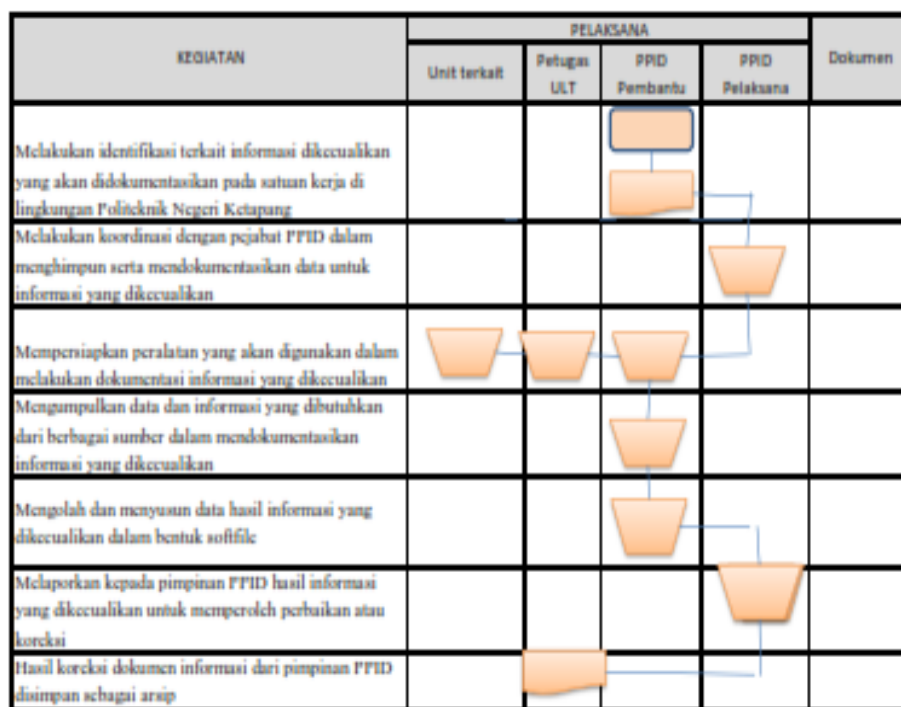 KEGIATAN
PELAKSANA
Unit terkait
Petugas
ULT
PPID
Pembantu
PPID
Pelaksana
Dokumen
Melakukan identifikasi terkait informasi dikecualikan
yang akan didokumentasikan pada satuan kerja di
lingkungan Politeknik Negeri Ketapang
Melakukan koordinasi dengan pejabat PPID dalam
menghimpun serta mendokumentasikan data untuk
informasi yang dikecualikan
Mempersiapkan peralatan yang akan digunakan dalam
melakukan dokumentasi informasi yang dikecualikan
Mengumpulkan data dan informasi yang dibutuhkan
dari berbagai sumber dalam mendokumentasikan
informasi yang dikecualikan
Mengolah dan menyusun data hasil informasi yang
dikecualikan dalam bentuk softfile
Melaporkan kepada pimpinan PPID hasil informasi
yang dikecualikan untuk memperoleh perbaikan atau
koreksi
Hasil koreksi dokumen informasi dari pimpinan PPID
disimpan sebagai arsip